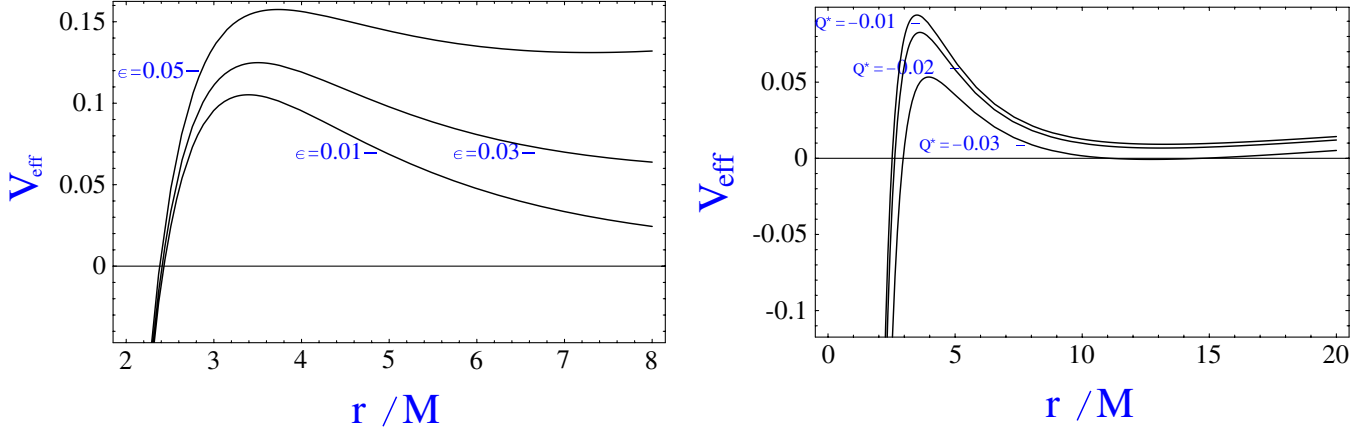 0.15
0.1
0.05
0
V_eff
2 3 4 5 6 7 8
r /M
ϵ=0.05
ϵ=0.03
ϵ=0.01
0.05
0
-0.05
-0.1
V_eff
0 5 10 15 20
r /M
Q*=-0.01
Q*=-0.02
Q*=-0.03